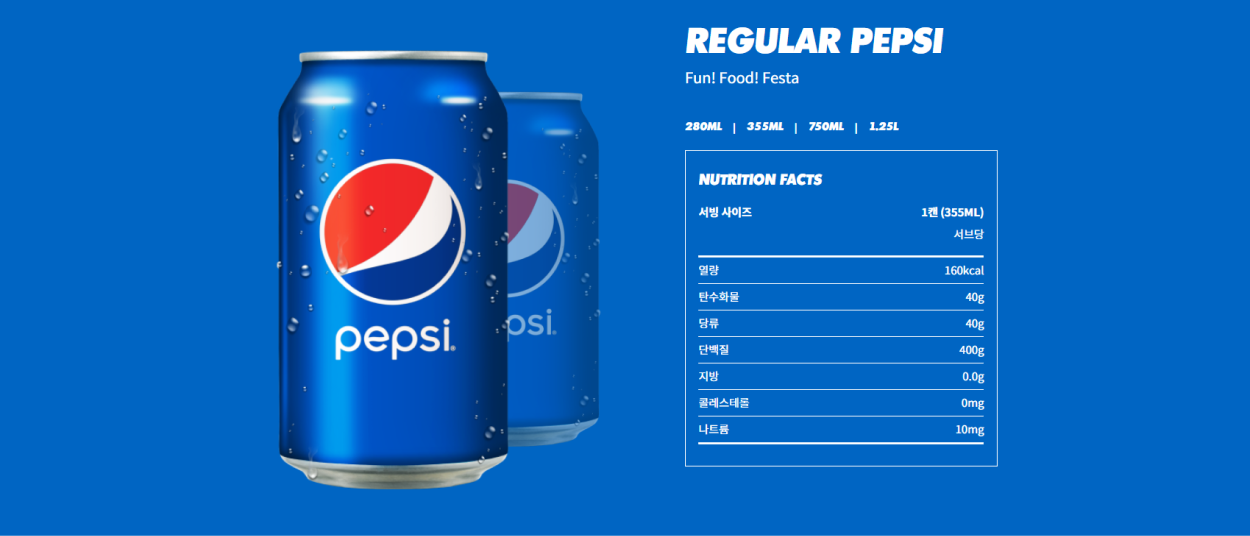 REGULAR PEPSI
Fun! Food! Festa
280ML | 355ML | 750ML | 1.25L
NUTRITION FACTS
서빙 사이즈 1캔 (355ML)
서브당
열량 160kcal
탄수화물 40g
당류 40g
단백질 400g
지방 0.0g
콜레스테롤 0mg
나트륨 10mg
pepsi.
psi.